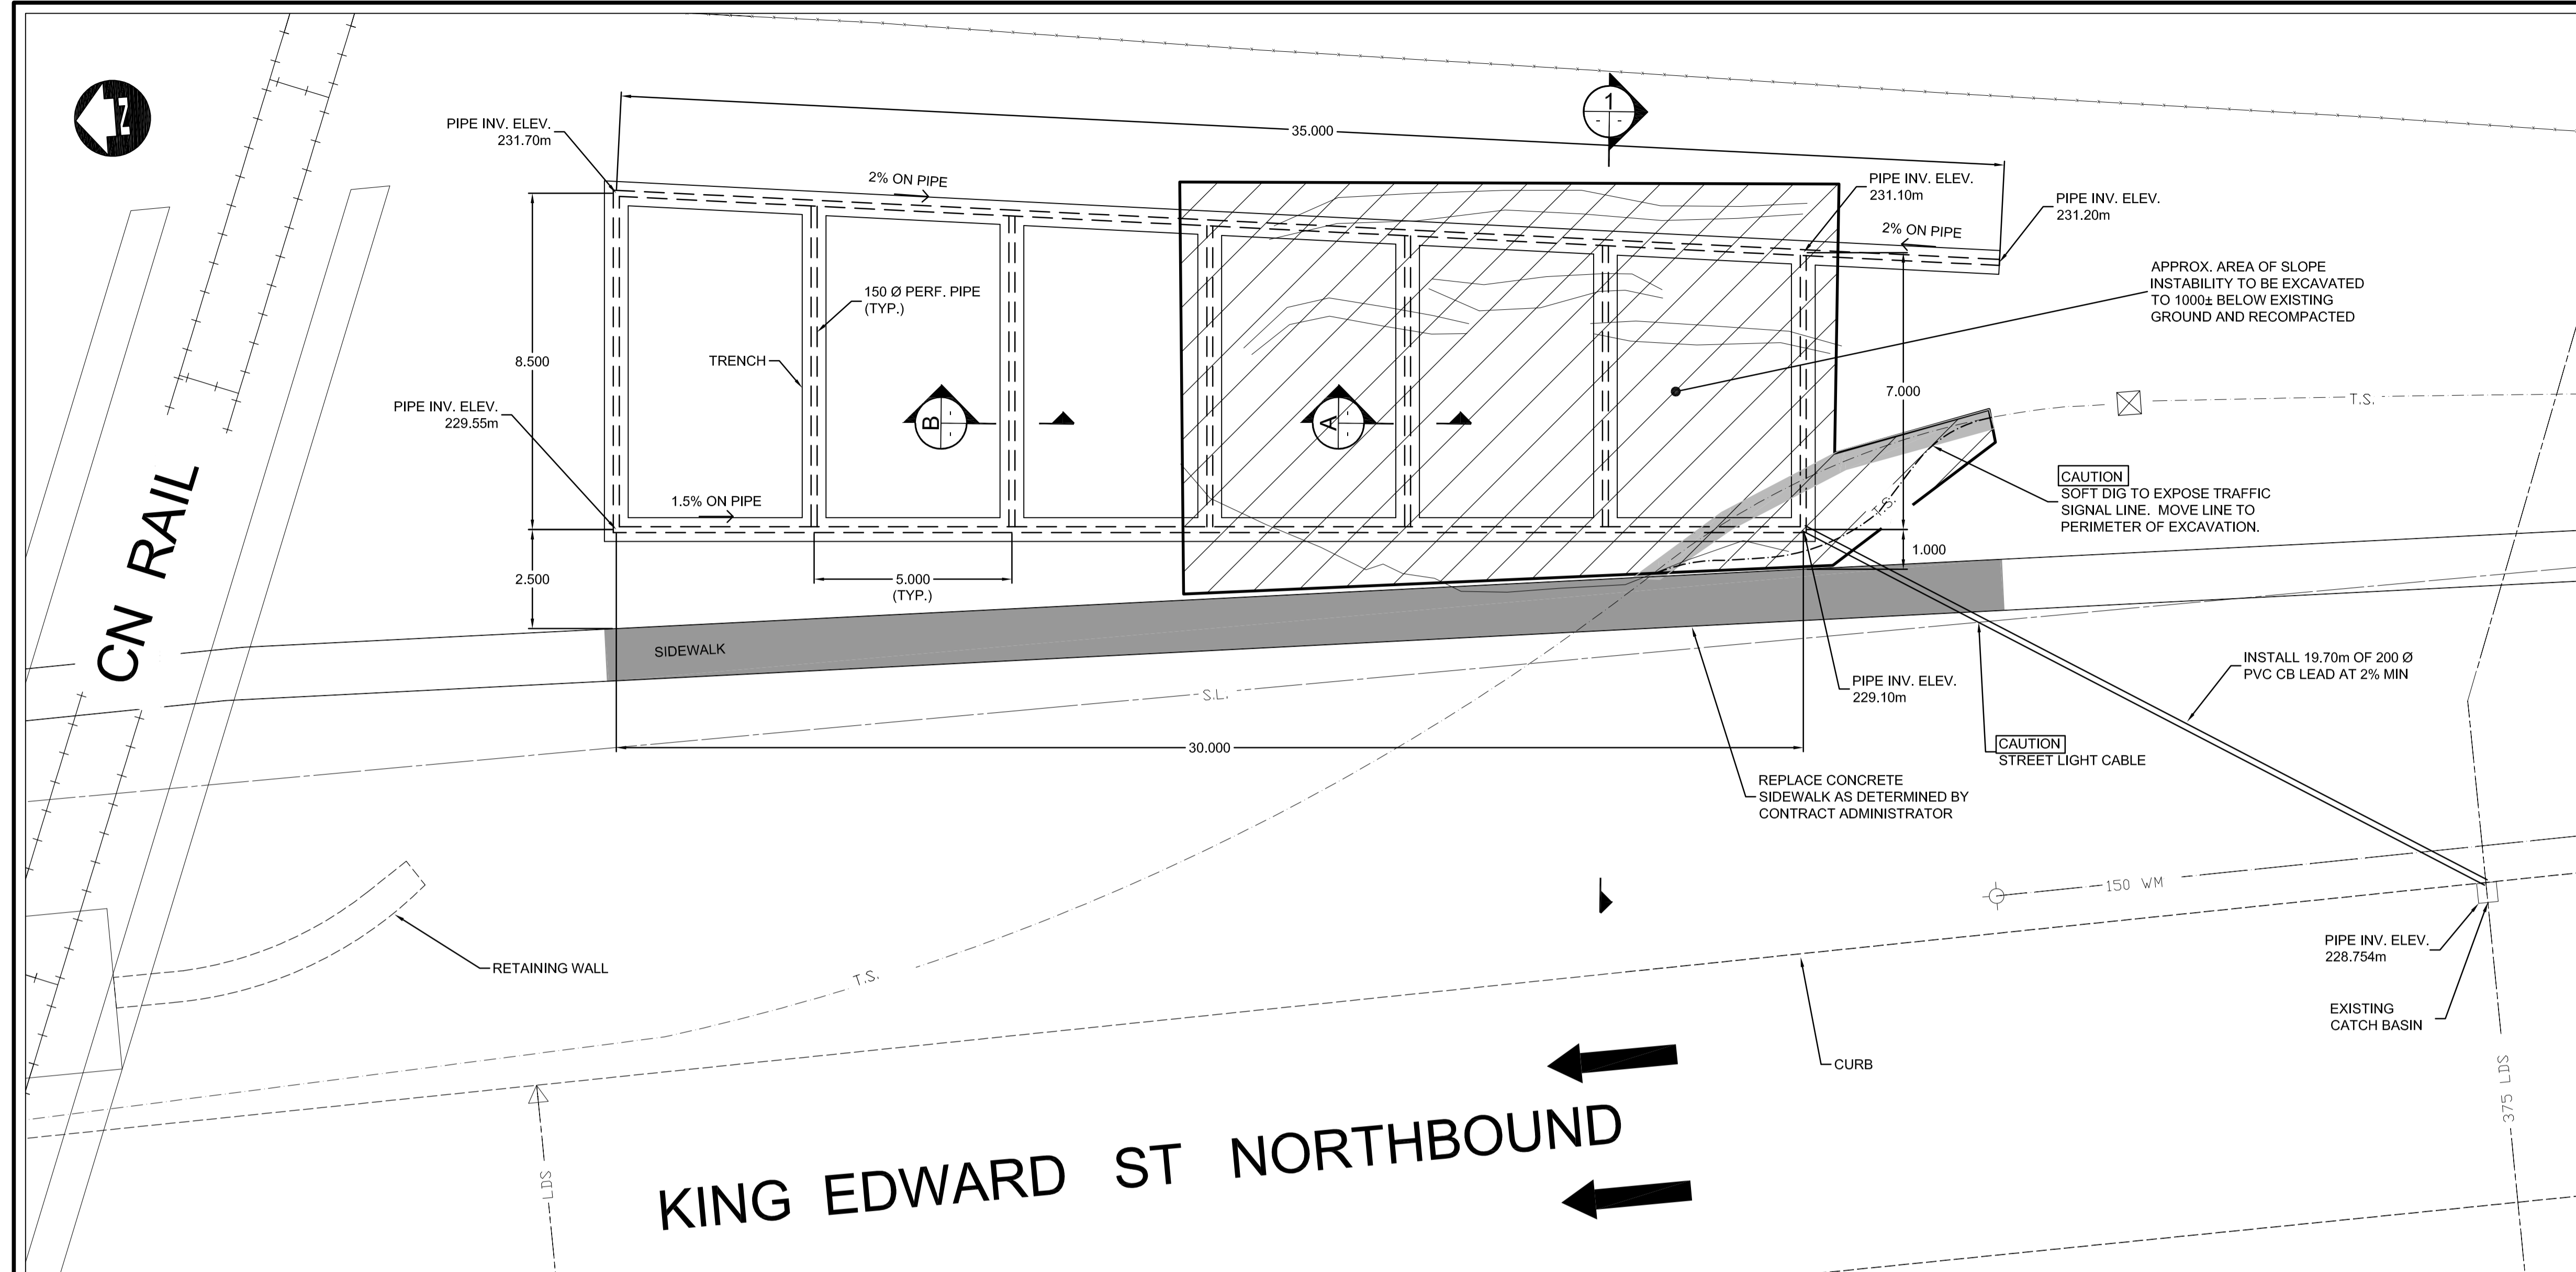 N
PIPE INV. ELEV.
231.70m
35.000
1
2% ON PIPE
PIPE INV. ELEV.
231.10m
PIPE INV. ELEV.
231.20m
2% ON PIPE
APPROX. AREA OF SLOPE
INSTABILITY TO BE EXCAVATED
TO 1000± BELOW EXISTING
GROUND AND RECOMPACTED
150 Ø PERF. PIPE
(TYP.)
TRENCH
8.500
7.000
PIPE INV. ELEV.
229.55m
B
A
T.S.
CAUTION
SOFT DIG TO EXPOSE TRAFFIC
SIGNAL LINE. MOVE LINE TO
PERIMETER OF EXCAVATION.
T.S.
1.5% ON PIPE
1.000
2.500
5.000
(TYP.)
CN RAIL
SIDEWALK
S.L.
PIPE INV. ELEV.
229.10m
INSTALL 19.70m OF 200 Ø
PVC CB LEAD AT 2% MIN
30.000
CAUTION
STREET LIGHT CABLE
REPLACE CONCRETE
SIDEWALK AS DETERMINED BY
CONTRACT ADMINISTRATOR
150 WM
RETAINING WALL
T.S.
PIPE INV. ELEV.
228.754m
EXISTING
CATCH BASIN
CURB
375 LDS
LDS
KING EDWARD ST NORTHBOUND